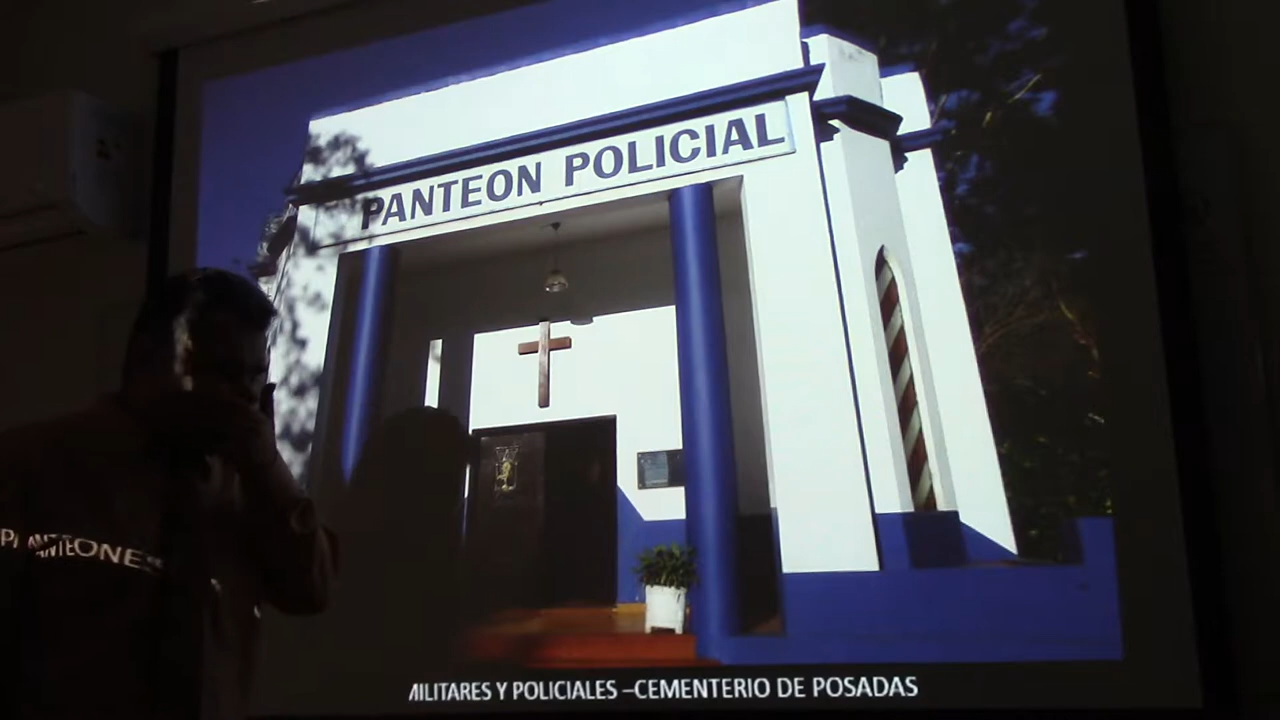 PANTEON POLICIAL
PANTEONES
MILITARES Y POLICIALES –CEMENTERIO DE POSADAS